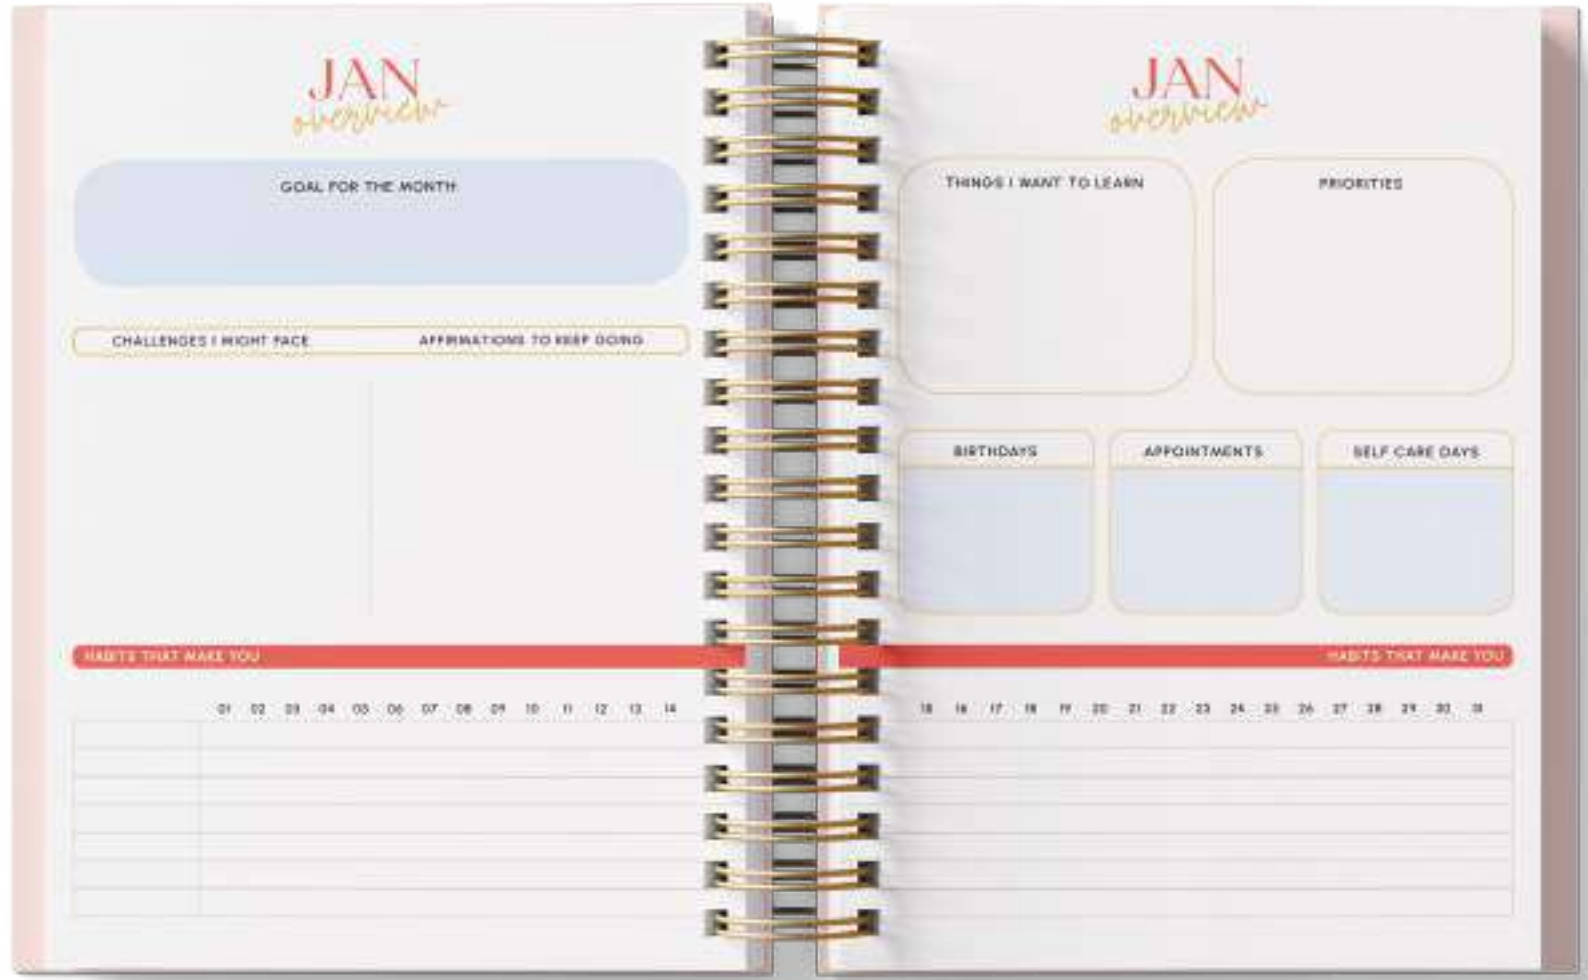 JAN
overview
GOAL FOR THE MONTH
CHALLENGES I MIGHT FACE AFFIRMATIONS TO KEEP GOING
HABITS THAT MAKE YOU
01 02 03 04 05 06 07 08 09 10 11 12 13 14
JAN
overview
THINGS I WANT TO LEARN PRIORITIES
BIRTHDAYS APPOINTMENTS SELF CARE DAYS
HABITS THAT MAKE YOU
15 16 17 18 19 20 21 22 23 24 25 26 27 28 29 30 31